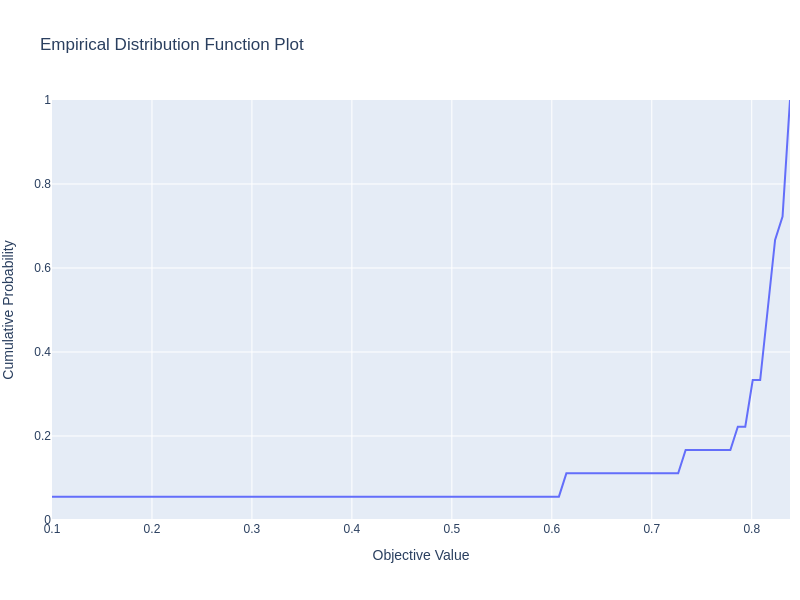 Empirical Distribution Function Plot
1
0.8
0.6
0.4
0.2
0
Cumulative Probability
0.1 0.2 0.3 0.4 0.5 0.6 0.7 0.8
Objective Value